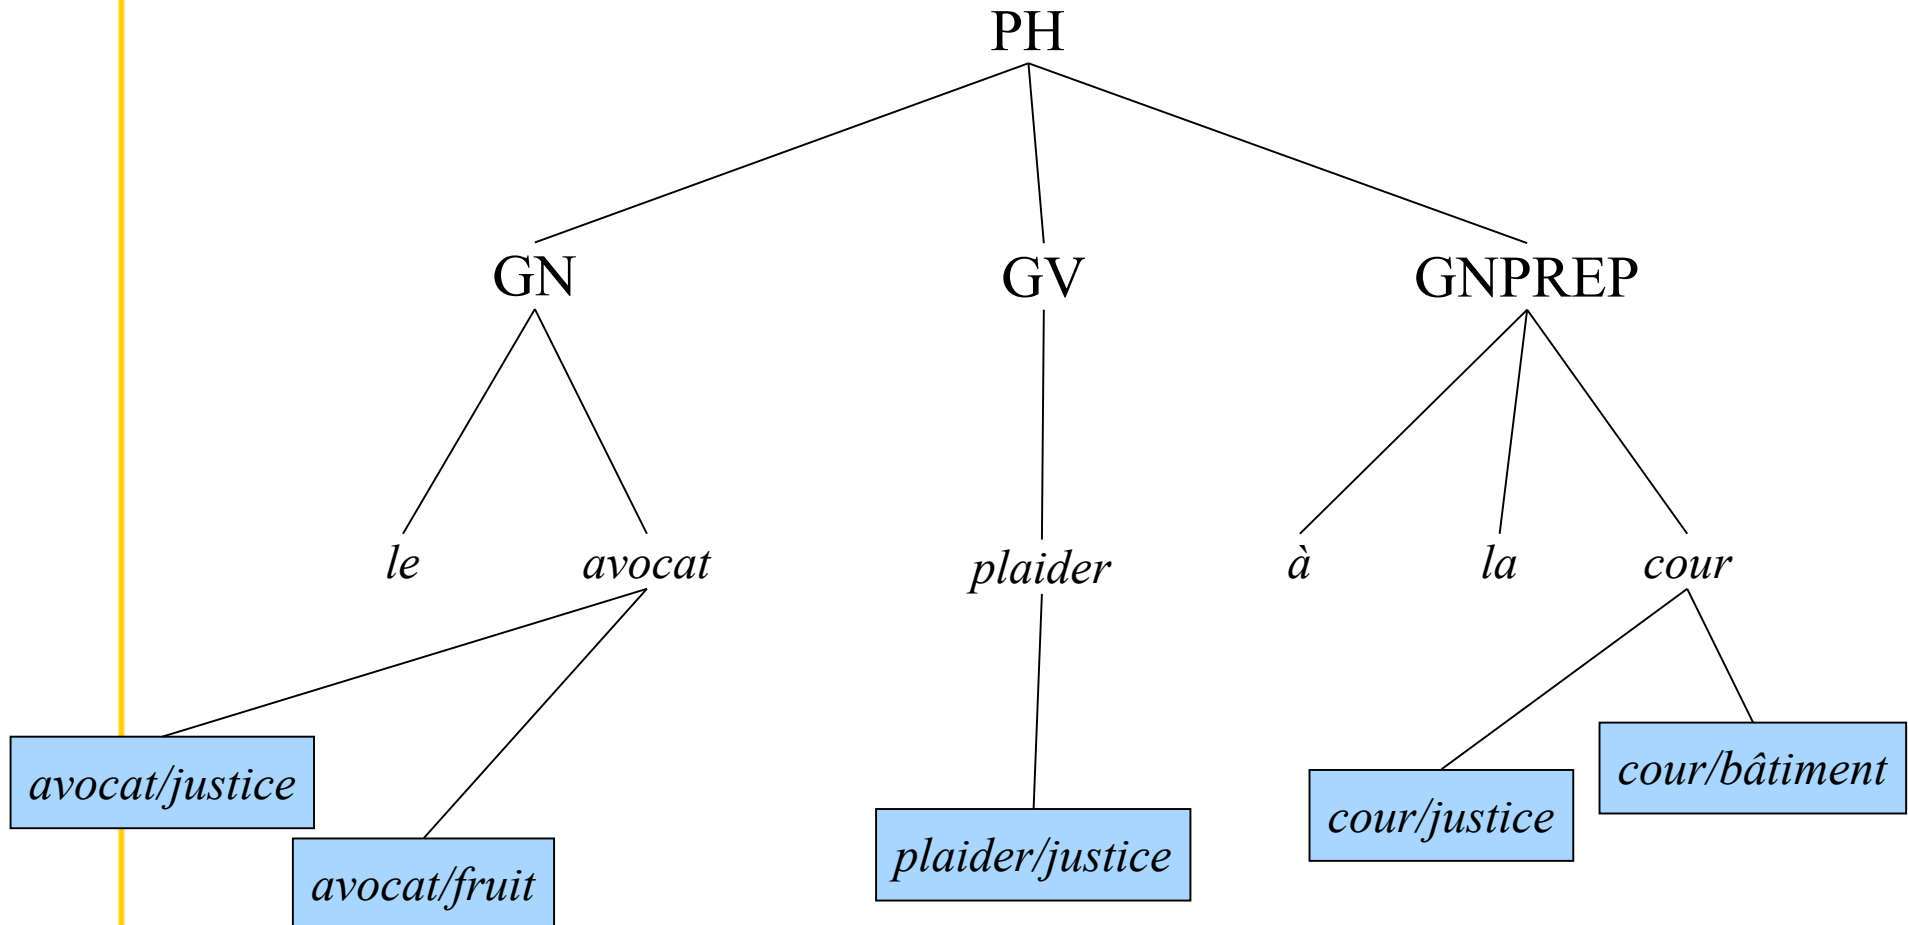 PH
GN GV GNPREP
le avocat plaider à la cour
avocat/justice
avocat/fruit
plaider/justice
cour/justice
cour/bâtiment